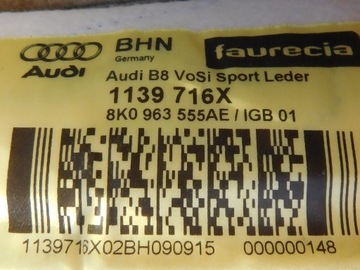 BHN
Germany
faurecia
Audi
Audi B8 VoSi Sport Leder
1139 716X
8K0 963 555AE / IGB 01
1139716X02BH090915 000000148